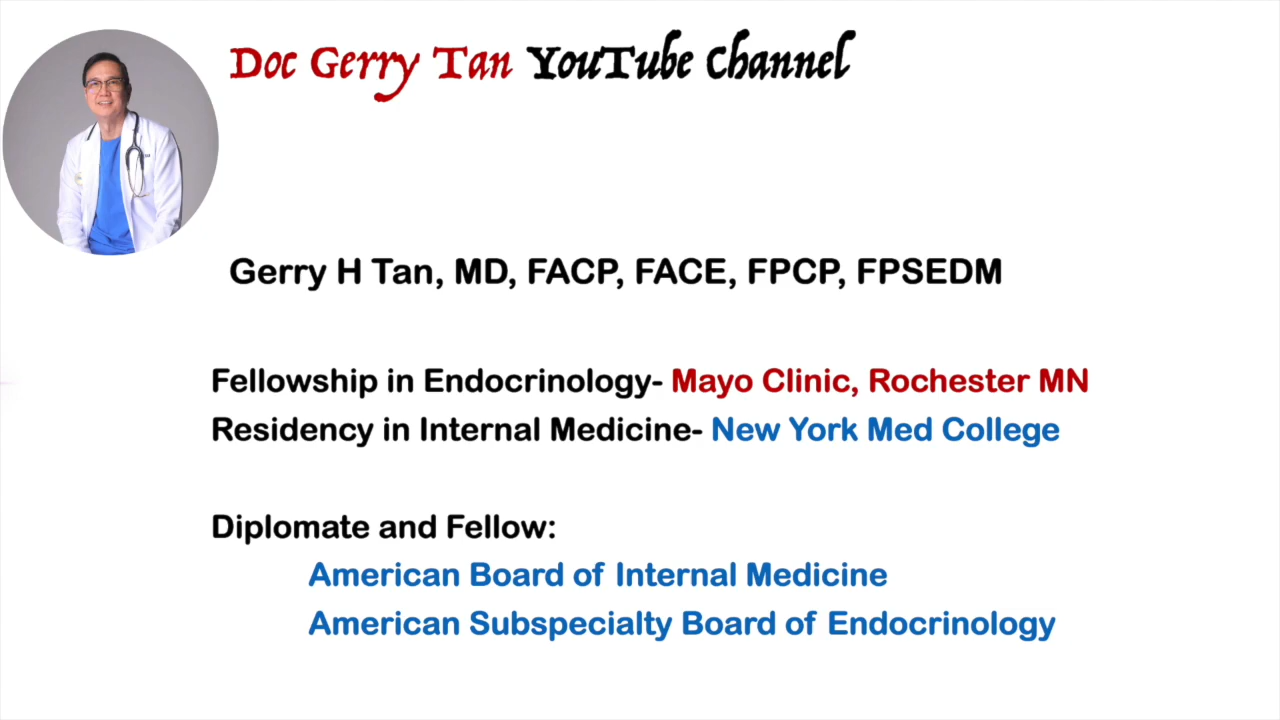 Doc Gerry Tan YouTube Channel
Gerry H Tan, MD, FACP, FACE, FPCP, FPSEDM
Fellowship in Endocrinology- Mayo Clinic, Rochester MN
Residency in Internal Medicine- New York Med College
Diplomate and Fellow:
American Board of Internal Medicine
American Subspecialty Board of Endocrinology